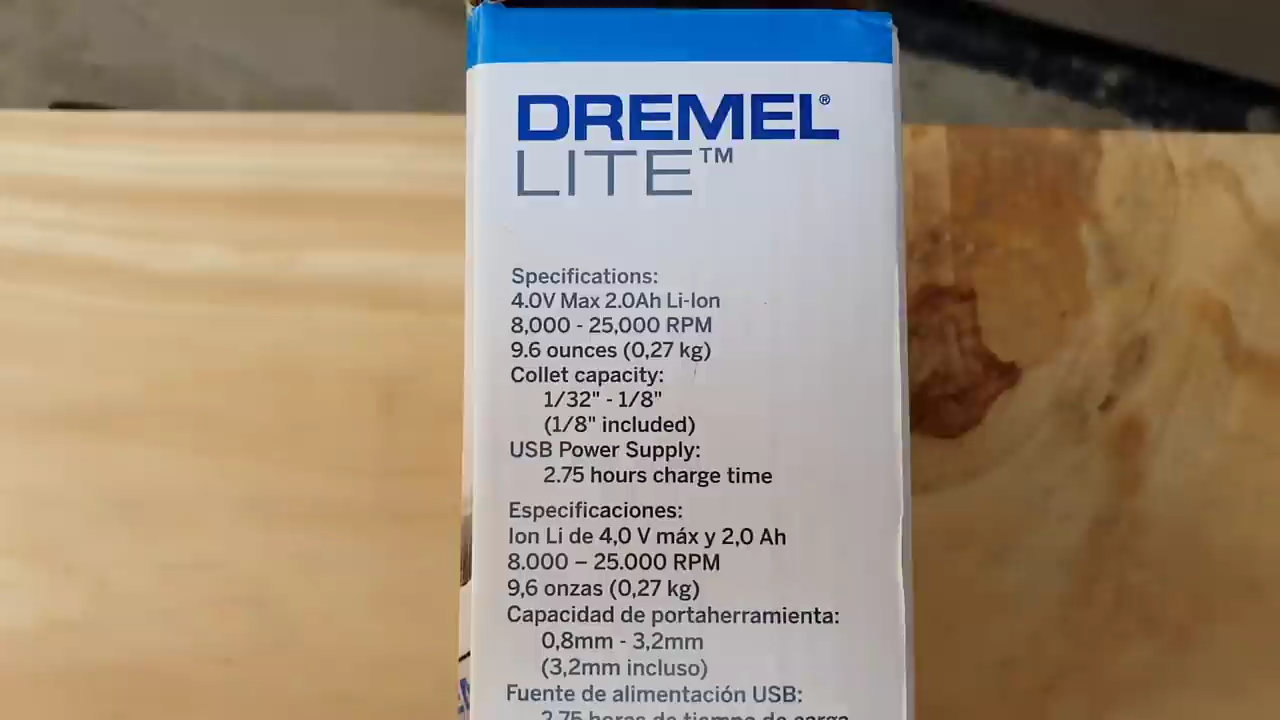 DREMEL®
LITE™
Specifications:
4.0V Max 2.0Ah Li-Ion
8,000 - 25,000 RPM
9.6 ounces (0,27 kg)
Collet capacity:
1/32" - 1/8"
(1/8" included)
USB Power Supply:
2.75 hours charge time
Especificaciones:
Ion Li de 4,0 V máx y 2,0 Ah
8.000 – 25.000 RPM
9,6 onzas (0,27 kg)
Capacidad de portaherramienta:
0,8mm - 3,2mm
(3,2mm incluso)
Fuente de alimentación USB:
2,75 horas de tiempo de carga